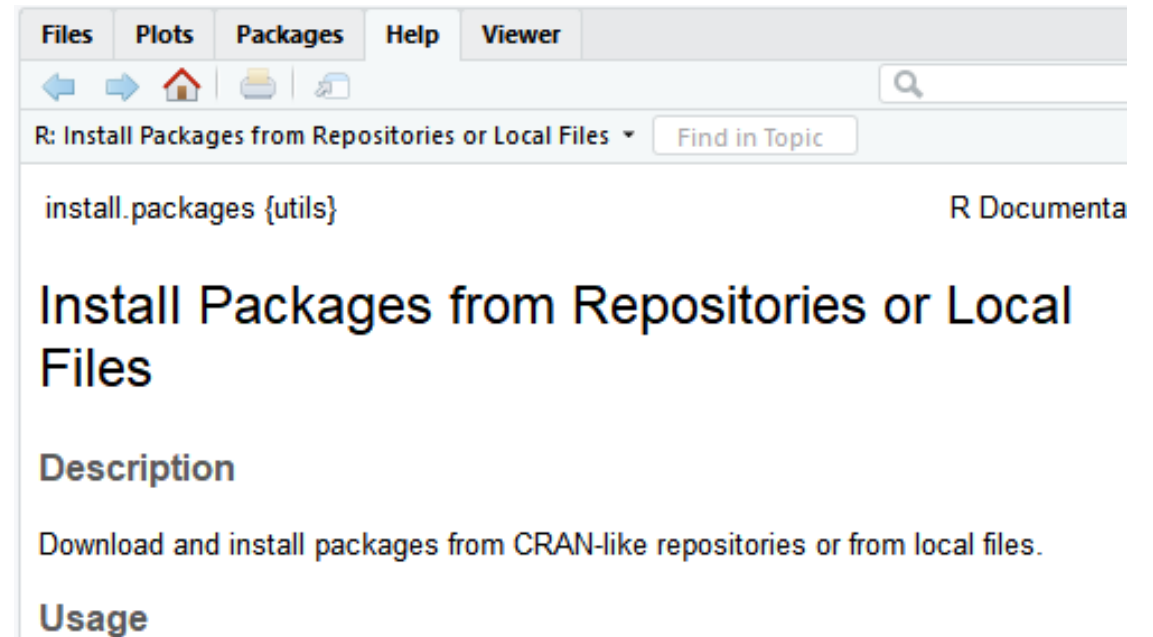 Files Plots Packages Help Viewer
R: Install Packages from Repositories or Local Files Find in Topic
install.packages {utils} R Documenta
Install Packages from Repositories or Local
Files
Description
Download and install packages from CRAN-like repositories or from local files.
Usage